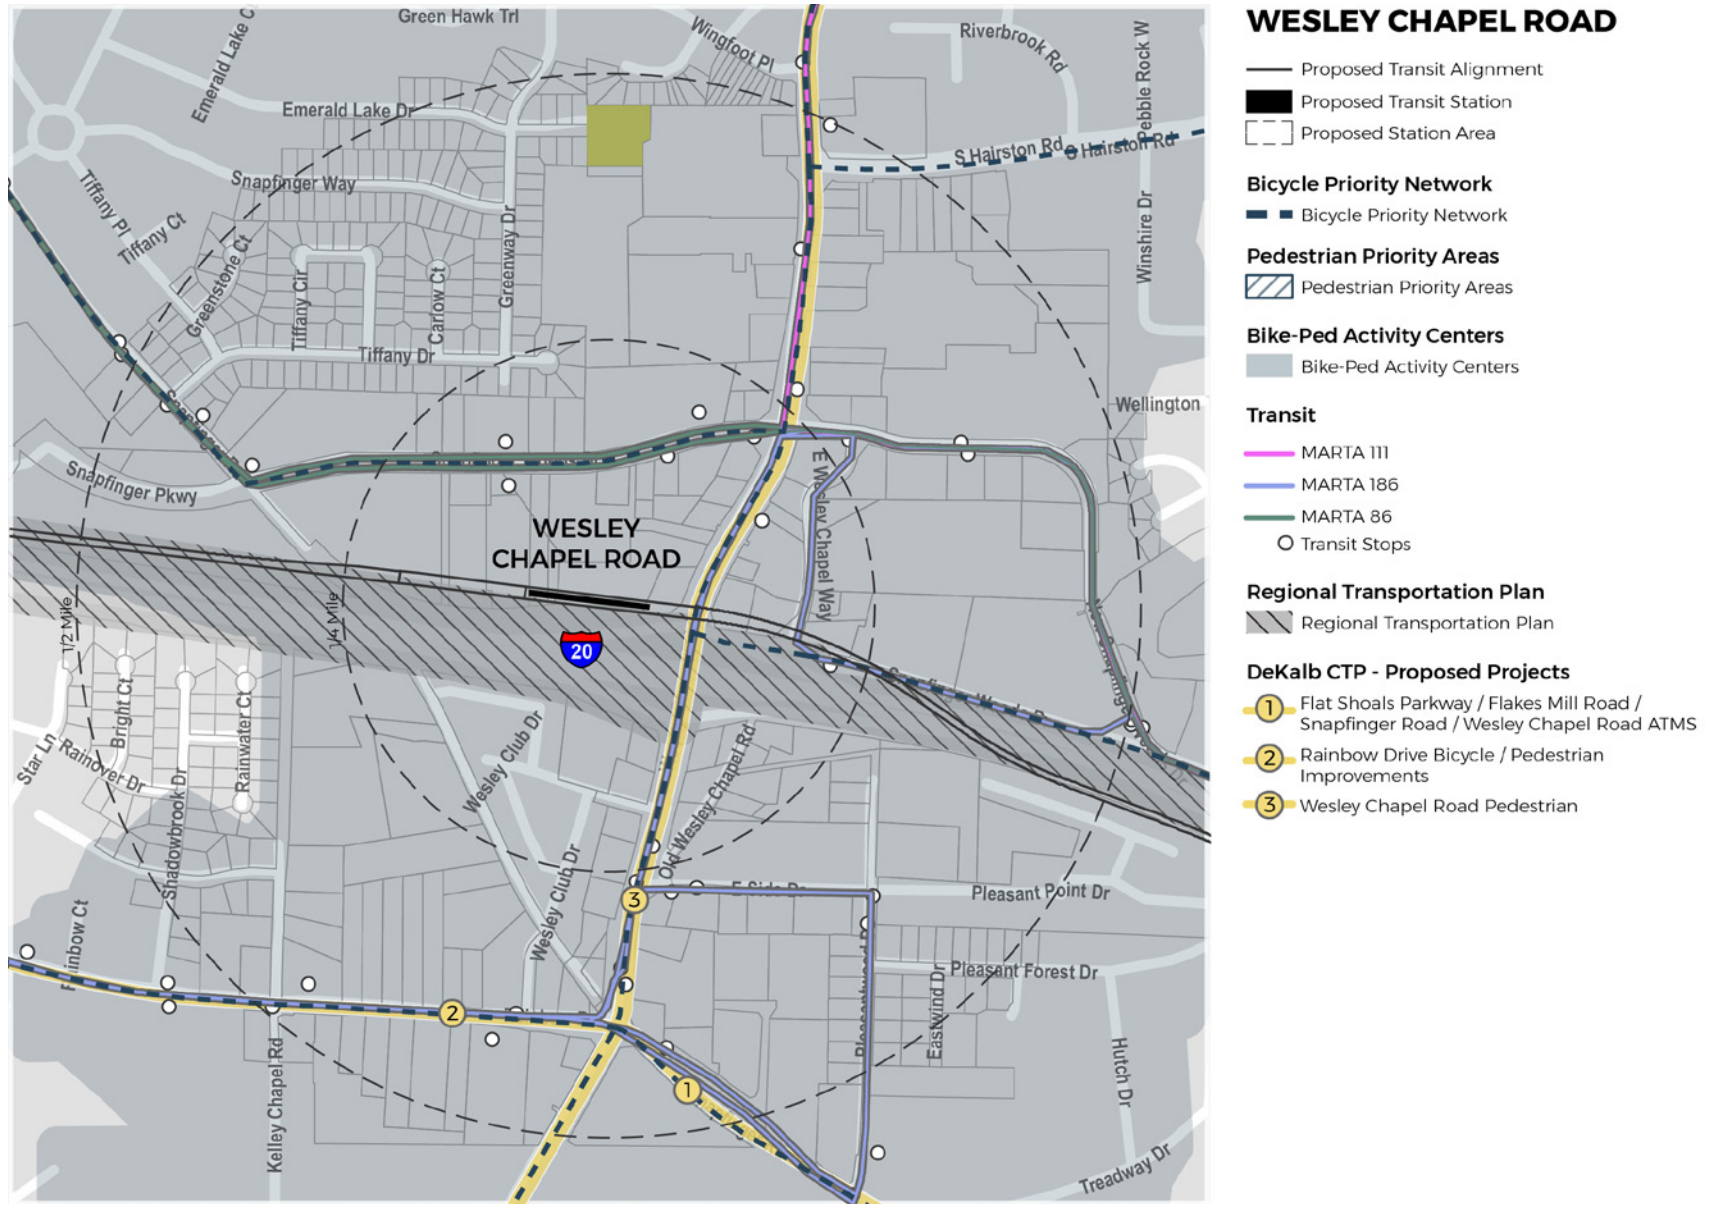 WESLEY CHAPEL ROAD
Proposed Transit Alignment
Proposed Transit Station
Proposed Station Area
Bicycle Priority Network
Bicycle Priority Network
Pedestrian Priority Areas
Pedestrian Priority Areas
Bike-Ped Activity Centers
Bike-Ped Activity Centers
Transit
MARTA 111
MARTA 186
MARTA 86
Transit Stops
Regional Transportation Plan
Regional Transportation Plan
DeKalb CTP - Proposed Projects
1
Flat Shoals Parkway / Flakes Mill Road /
Snapfinger Road / Wesley Chapel Road ATMS
2
Rainbow Drive Bicycle / Pedestrian
Improvements
3
Wesley Chapel Road Pedestrian
Green Hawk Trl
Emerald Lake
Wingfoot Pl
Riverbrook Rd
Pebble Rock W
Emerald Lake Dr
S Hairston Rd
S Hairston Rd
Snapfinger Way
Tiffany Pl
Tiffany Ct
Greenstone Ct
Tiffany Cir
Carlow Ct
Greenway Dr
Winshire Dr
Tiffany Dr
Wellington
Snapfinger Pkwy
E Wesley Chapel Way
WESLEY
CHAPEL ROAD
1/2 Mile
1/4 Mile
20
Star Ln
Bright Ct
Rainover Dr
Rainwater Ct
Shadowbrook Dr
Wesley Club Dr
Old Wesley Chapel Rd
Wesley Club Dr
3
E Side Dr
Pleasant Point Dr
Pleasant Forest Dr
Eastwind Dr
2
1
Kelley Chapel Rd
Hutch Dr
Treadway Dr